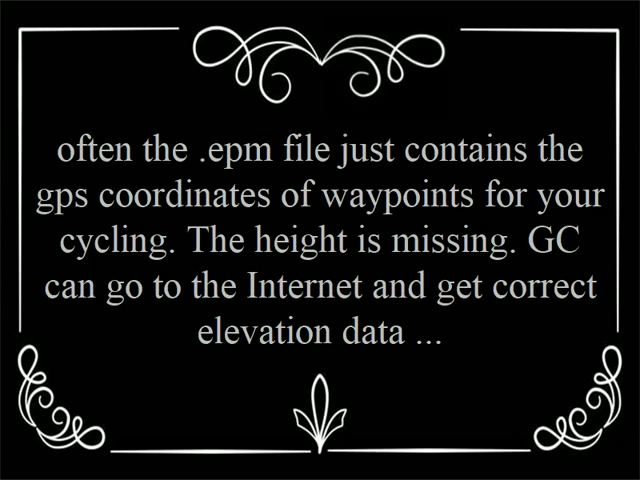 often the .epm file just contains the
gps coordinates of waypoints for your
cycling. The height is missing. GC
can go to the Internet and get correct
elevation data ...